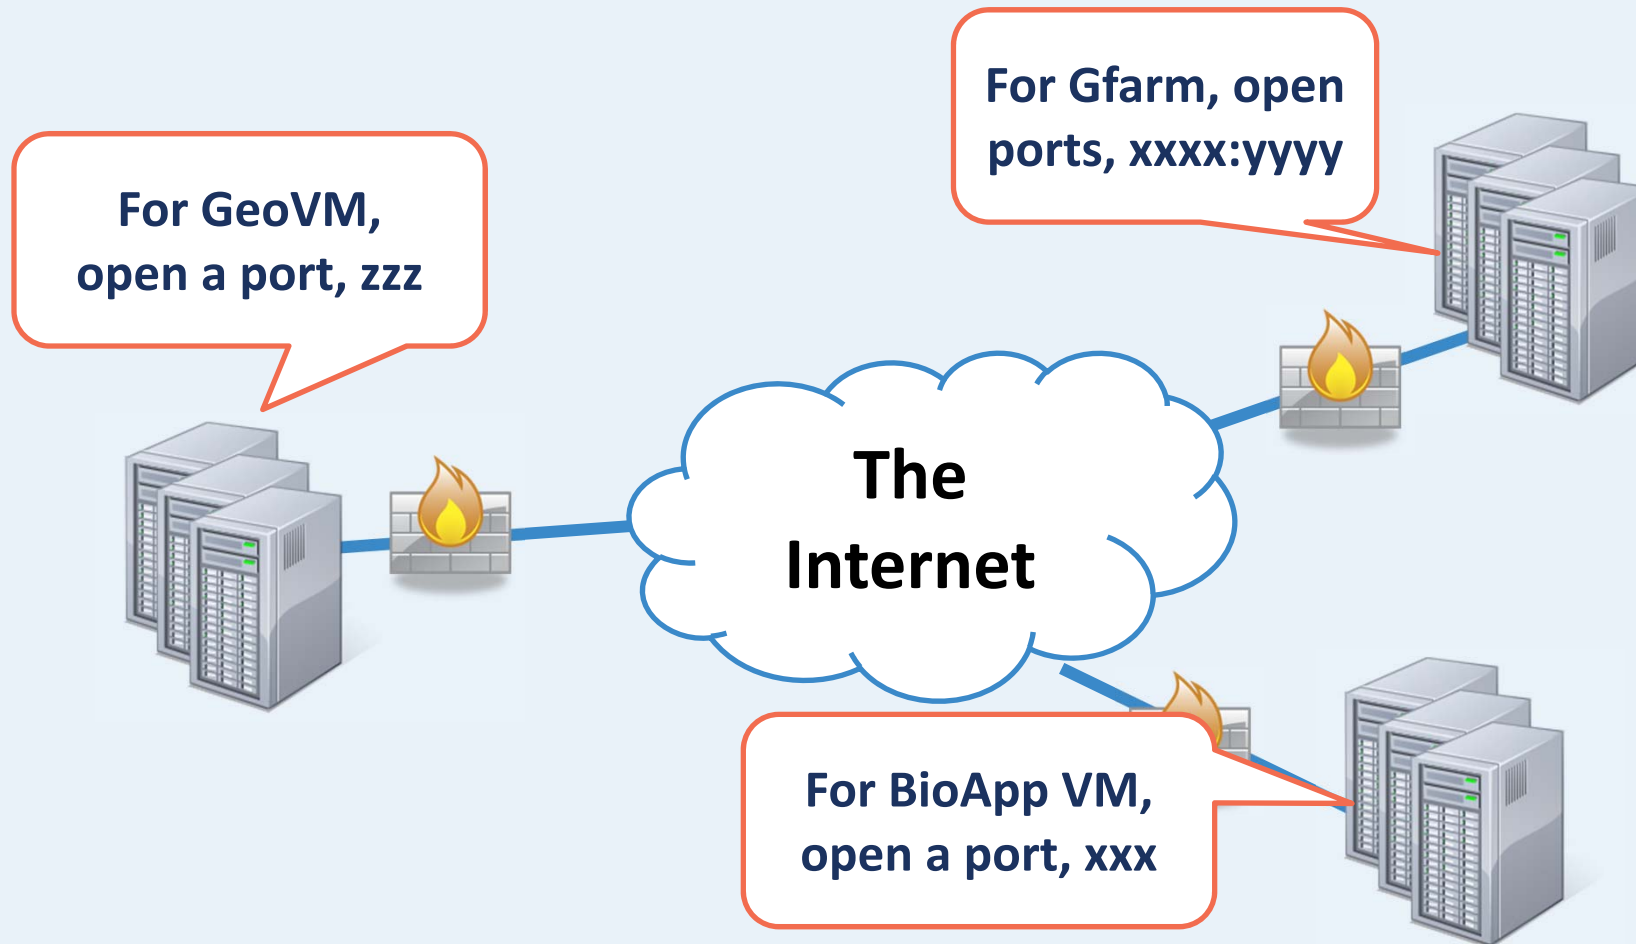 For Gfarm, open
ports, xxxx:yyyy
For GeoVM,
open a port, zzz
The
Internet
For BioApp VM,
open a port, xxx